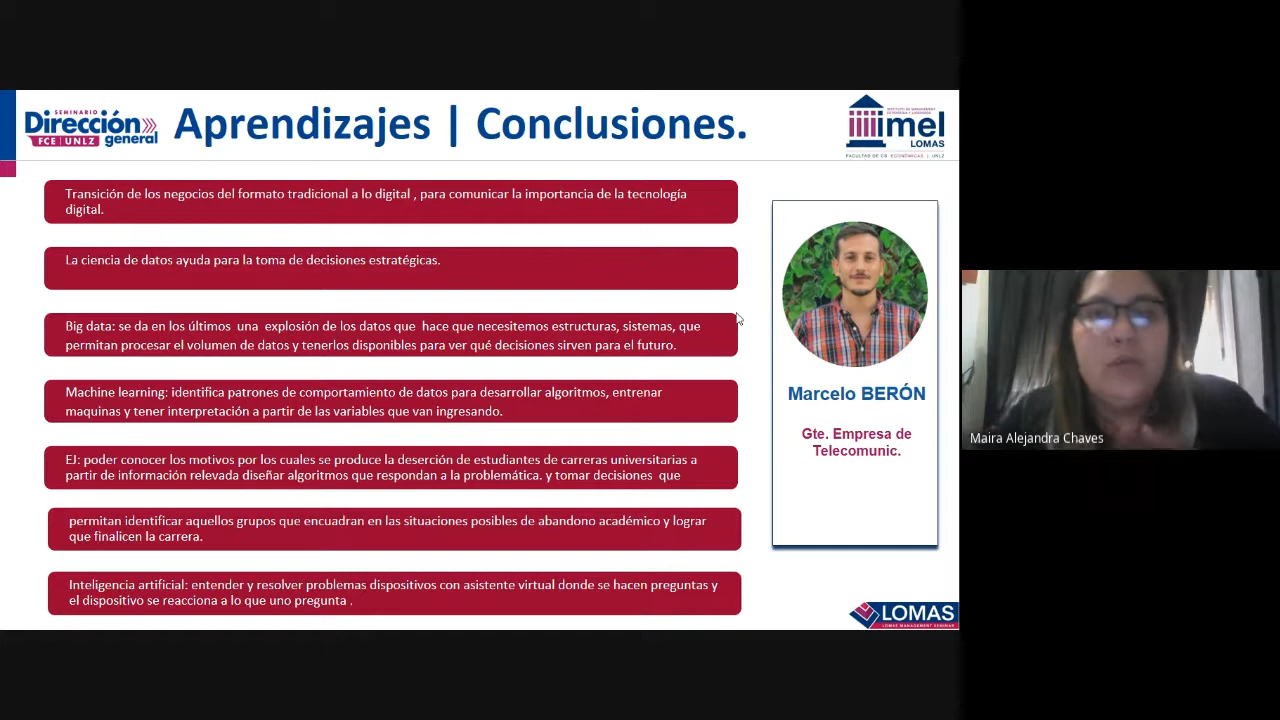 SEMINARIO
Dirección
general
FCE | UNLZ
Aprendizajes | Conclusiones.
imel
LOMAS
FACULTAD DE CS. ECONÓMICAS | UNLZ
Transición de los negocios del formato tradicional a lo digital , para comunicar la importancia de la tecnología
digital.
La ciencia de datos ayuda para la toma de decisiones estratégicas.
Big data: se da en los últimos una explosión de los datos que hace que necesitemos estructuras, sistemas, que
permitan procesar el volumen de datos y tenerlos disponibles para ver qué decisiones sirven para el futuro.
Machine learning: identifica patrones de comportamiento de datos para desarrollar algoritmos, entrenar
maquinas y tener interpretación a partir de las variables que van ingresando.
EJ: poder conocer los motivos por los cuales se produce la deserción de estudiantes de carreras universitarias a
partir de información relevada diseñar algoritmos que respondan a la problemática. y tomar decisiones que
permitan identificar aquellos grupos que encuadran en las situaciones posibles de abandono académico y lograr
que finalicen la carrera.
Inteligencia artificial: entender y resolver problemas dispositivos con asistente virtual donde se hacen preguntas y
el dispositivo se reacciona a lo que uno pregunta .
Marcelo BERÓN
Gte. Empresa de
Telecomunic.
LOMAS
LOMAS MANAGEMENT SEMINAR
Maira Alejandra Chaves